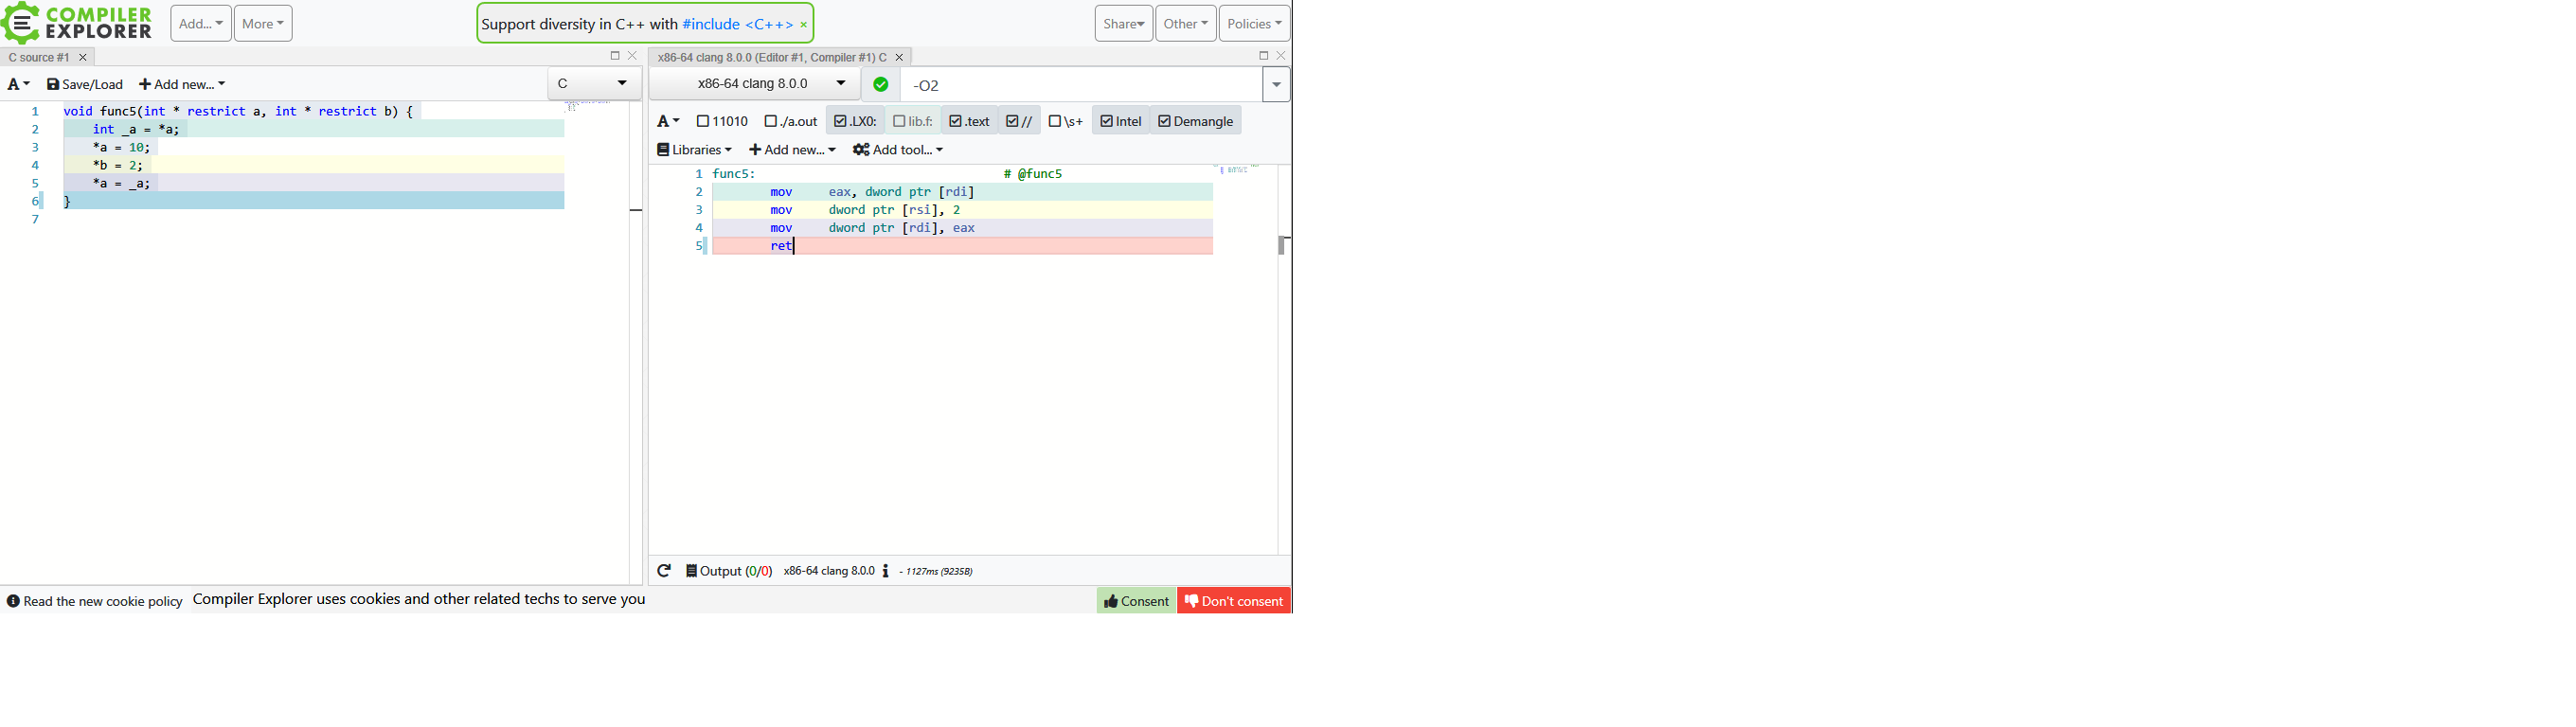 COMPILER EXPLORER Add... More Support diversity in C++ with #include <C++> × Share Other Policies
C source #1 ×
A Save/Load + Add new... C
1 void func5(int * restrict a, int * restrict b) {
2 int _a = *a;
3 *a = 10;
4 *b = 2;
5 *a = _a;
6 }
7
x86-64 clang 8.0.0 (Editor #1, Compiler #1) C ×
x86-64 clang 8.0.0 -O2
A 11010 ./a.out .LX0: lib.f: .text // \s+ Intel Demangle
Libraries + Add new... Add tool...
1 func5: # @func5
2 mov eax, dword ptr [rdi]
3 mov dword ptr [rsi], 2
4 mov dword ptr [rdi], eax
5 ret
Output (0/0) x86-64 clang 8.0.0 i - 1127ms (9235B)
Read the new cookie policy Compiler Explorer uses cookies and other related techs to serve you Consent Don't consent